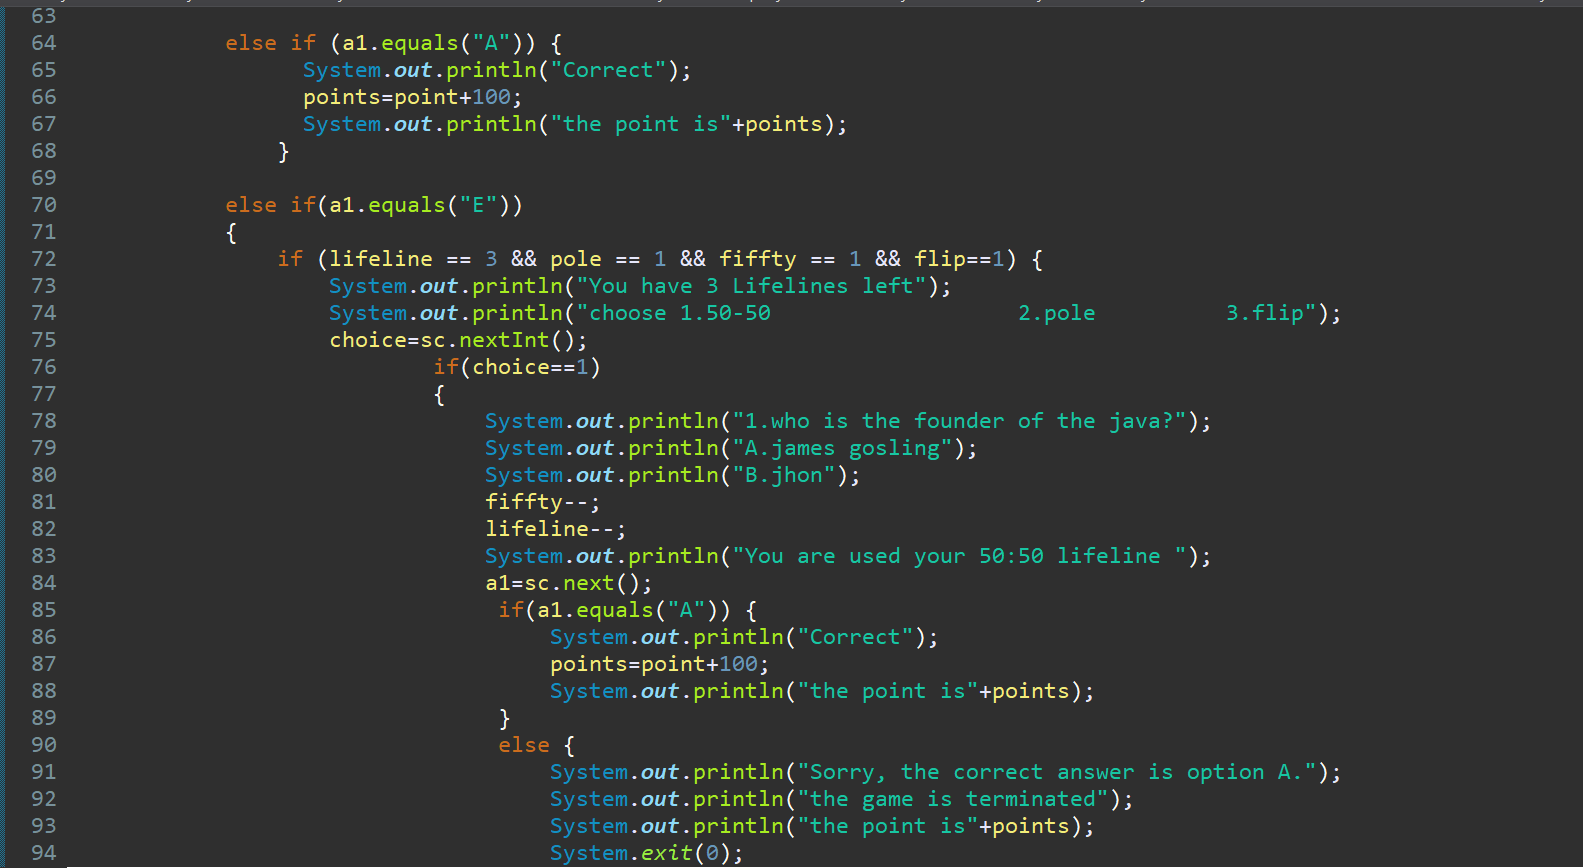 63
64 else if (a1.equals("A")) {
65 System.out.println("Correct");
66 points=point+100;
67 System.out.println("the point is"+points);
68 }
69
70 else if(a1.equals("E"))
71 {
72 if (lifeline == 3 && pole == 1 && fiffty == 1 && flip==1) {
73 System.out.println("You have 3 Lifelines left");
74 System.out.println("choose 1.50-50                   2.pole          3.flip");
75 choice=sc.nextInt();
76 if(choice==1)
77 {
78 System.out.println("1.who is the founder of the java?");
79 System.out.println("A.james gosling");
80 System.out.println("B.jhon");
81 fiffty--;
82 lifeline--;
83 System.out.println("You are used your 50:50 lifeline ");
84 a1=sc.next();
85 if(a1.equals("A")) {
86 System.out.println("Correct");
87 points=point+100;
88 System.out.println("the point is"+points);
89 }
90 else {
91 System.out.println("Sorry, the correct answer is option A.");
92 System.out.println("the game is terminated");
93 System.out.println("the point is"+points);
94 System.exit(0);